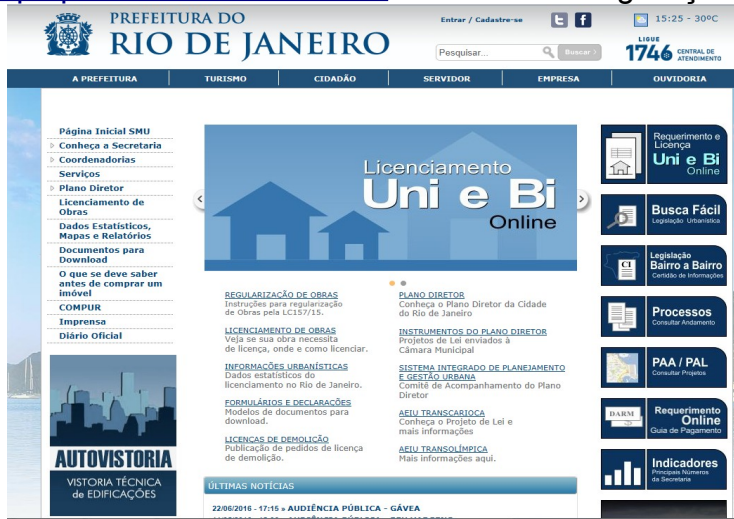 PREFEITURA DO
RIO DE JANEIRO
Entrar / Cadastre-se
Pesquisar...
Buscar >
15:25 - 30ºC
LIGUE
1746 CENTRAL DE
ATENDIMENTO
A PREFEITURA
TURISMO
CIDADÃO
SERVIDOR
EMPRESA
OUVIDORIA
Página Inicial SMU
Conheça a Secretaria
Coordenadorias
Serviços
Plano Diretor
Licenciamento de
Obras
Dados Estatísticos,
Mapas e Relatórios
Documentos para
Download
O que se deve saber
antes de comprar um
imóvel
COMPUR
Imprensa
Diário Oficial
AUTOVISTORIA
VISTORIA TÉCNICA
de EDIFICAÇÕES
Licenciamento
Uni e Bi
Online
REGULARIZAÇÃO DE OBRAS
Instruções para regularização
de Obras pela LC157/15.
LICENCIAMENTO DE OBRAS
Veja se sua obra necessita
de licença, onde e como licenciar.
INFORMAÇÕES URBANÍSTICAS
Dados estatísticos do
licenciamento no Rio de Janeiro.
FORMULÁRIOS E DECLARAÇÕES
Modelos de documentos para
download.
LICENÇAS DE DEMOLIÇÃO
Publicação de pedidos de licença
de demolição.
PLANO DIRETOR
Conheça o Plano Diretor da Cidade
do Rio de Janeiro
INSTRUMENTOS DO PLANO DIRETOR
Projetos de Lei enviados à
Câmara Municipal
SISTEMA INTEGRADO DE PLANEJAMENTO
E GESTÃO URBANA
Comitê de Acompanhamento do Plano
Diretor
AEIU TRANSCARIOCA
Conheça o Projeto de Lei e
mais informações
AEIU TRANSOLÍMPICA
Mais informações aqui.
ÚLTIMAS NOTÍCIAS
22/06/2016 - 17:15 » AUDIÊNCIA PÚBLICA - GÁVEA
Requerimento e
Licença
Uni e Bi
Online
Busca Fácil
Legislação Urbanística
Legislação
Bairro a Bairro
Certidão de Informações
CI
Processos
Consultar Andamento
PAA / PAL
Consultar Projetos
DARM
Requerimento
Online
Guia de Pagamento
Indicadores
Principais Números
da Secretaria